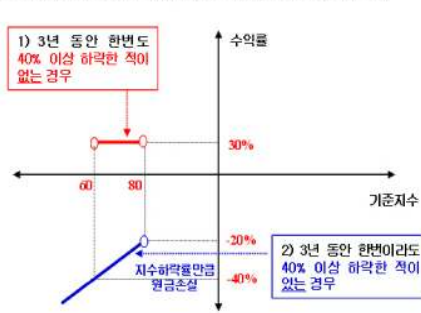 1) 3년 동안 한번도
40% 이상 하락한 적이
없는 경우
수익률
30%
60
80
기준지수
-20%
-40%
지수하락률만큼
원금손실
2) 3년 동안 한번이라도
40% 이상 하락한 적이
있는 경우